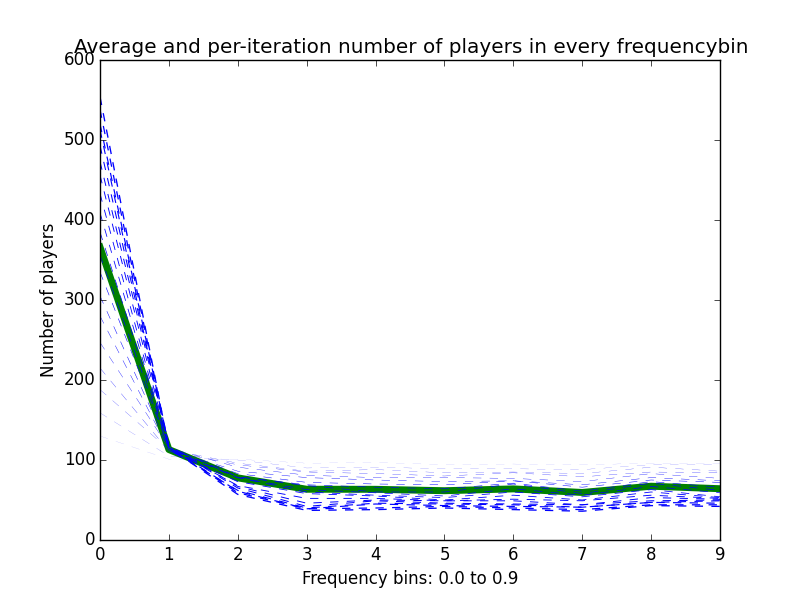 Average and per-iteration number of players in every frequencybin
600
500
400
300
200
100
0
Number of players
0 1 2 3 4 5 6 7 8 9
Frequency bins: 0.0 to 0.9